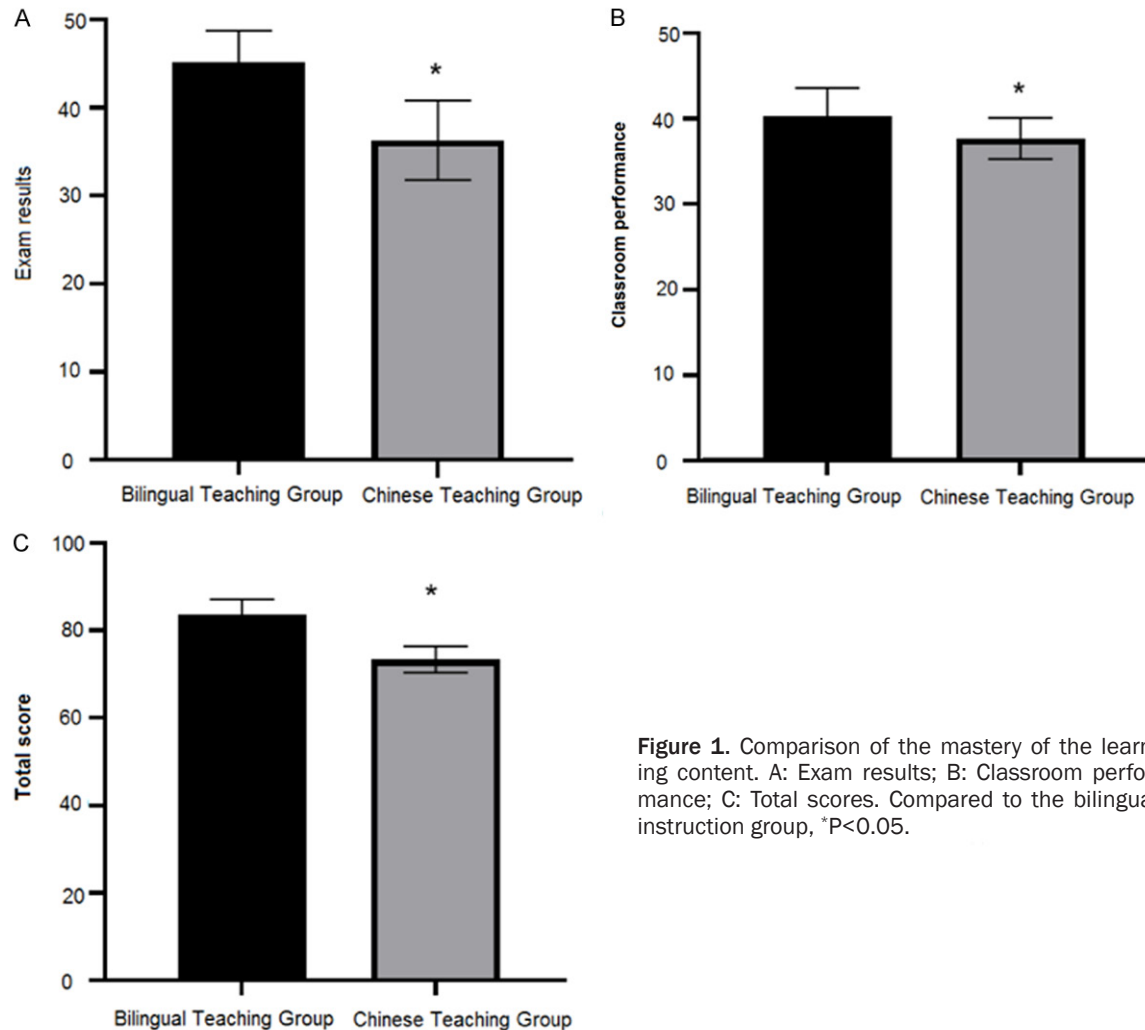 A
50
40
30
20
10
0
Exam results
*
Bilingual Teaching Group Chinese Teaching Group
B
50
40
30
20
10
0
Classroom performance
*
Bilingual Teaching Group Chinese Teaching Group
C
100
80
60
40
20
0
Total score
*
Bilingual Teaching Group Chinese Teaching Group
Figure 1. Comparison of the mastery of the learn-
ing content. A: Exam results; B: Classroom perfo
mance; C: Total scores. Compared to the bilingua
instruction group, *P<0.05.